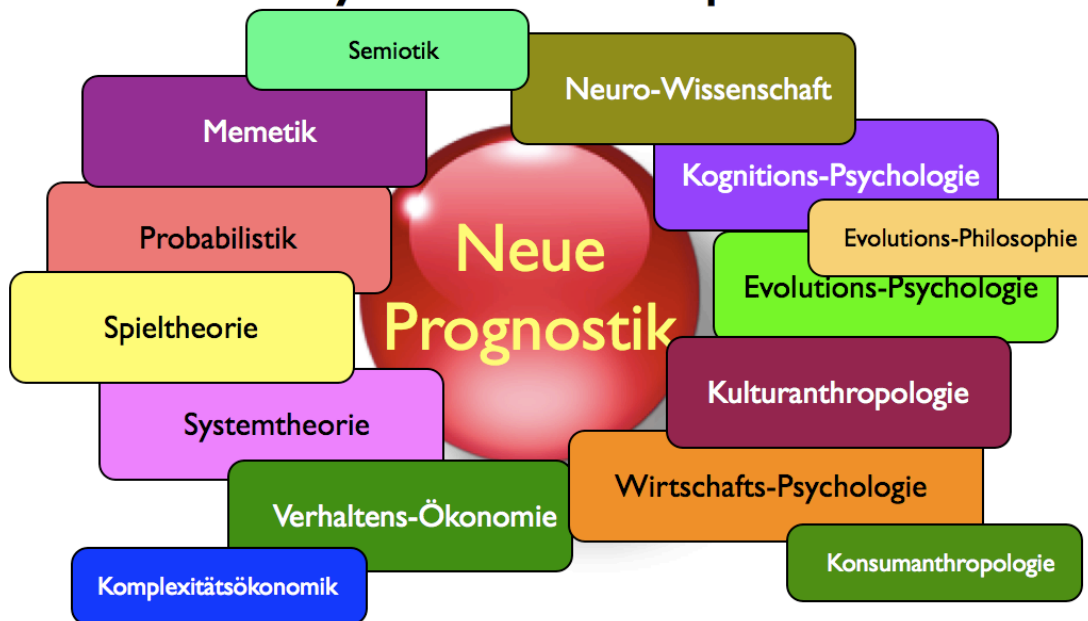 Semiotik
Neuro-Wissenschaft
Memetik
Kognitions-Psychologie
Probabilistik
Evolutions-Philosophie
Neue
Prognostik
Evolutions-Psychologie
Spieltheorie
Kulturanthropologie
Systemtheorie
Wirtschafts-Psychologie
Verhaltens-Ökonomie
Konsumanthropologie
Komplexitätsökonomik